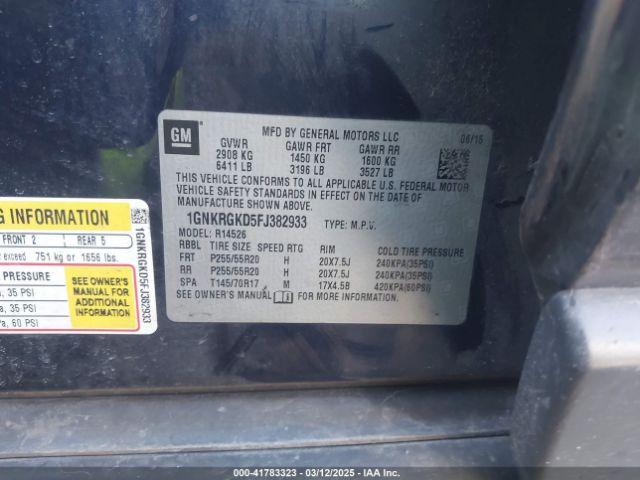 GM
MFD BY GENERAL MOTORS LLC
06/15
GVWR GAWR FRT GAWR RR
2908 KG 1450 KG 1600 KG
6411 LB 3196 LB 3527 LB
THIS VEHICLE CONFORMS TO ALL APPLICABLE U.S. FEDERAL MOTOR
VEHICLE SAFETY STANDARDS IN EFFECT ON THE DATE OF
MANUFACTURE SHOWN ABOVE.
1GNKRGKD5FJ382933 TYPE: M.P.V.
MODEL: R14526
RBBL TIRE SIZE SPEED RTG RIM COLD TIRE PRESSURE
FRT P255/55R20 H 20X7.5J 240KPA(35PSI)
RR P255/55R20 H 20X7.5J 240KPA(35PSI)
SPA T145/70R17 M 17X4.5B 420KPA(60PSI)
SEE OWNER'S MANUAL FOR MORE INFORMATION.
G INFORMATION
FRONT 2 REAR 5
exceed 751 kg or 1656 lbs.
PRESSURE
, 35 PSI
a, 35 PSI
a, 60 PSI
SEE OWNER'S
MANUAL FOR
ADDITIONAL
INFORMATION
1GNKRGKD5FJ382933
000-41783323 - 03/12/2025 - IAA Inc.